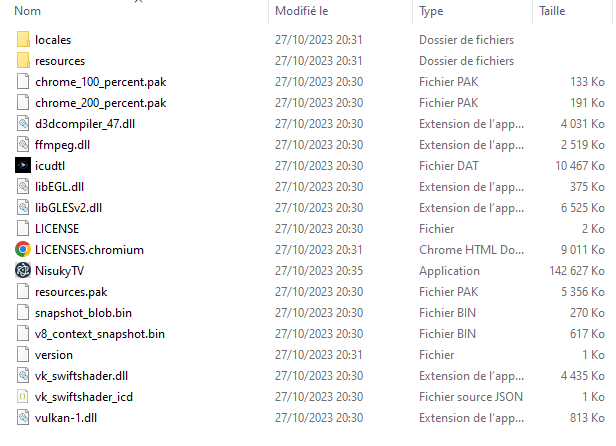 Nom Modifié le Type Taille
locales 27/10/2023 20:31 Dossier de fichiers
resources 27/10/2023 20:31 Dossier de fichiers
chrome_100_percent.pak 27/10/2023 20:30 Fichier PAK 133 Ko
chrome_200_percent.pak 27/10/2023 20:30 Fichier PAK 191 Ko
d3dcompiler_47.dll 27/10/2023 20:30 Extension de l'app... 4 031 Ko
ffmpeg.dll 27/10/2023 20:30 Extension de l'app... 2 519 Ko
icudtl 27/10/2023 20:30 Fichier DAT 10 467 Ko
libEGL.dll 27/10/2023 20:30 Extension de l'app... 375 Ko
libGLESv2.dll 27/10/2023 20:30 Extension de l'app... 6 525 Ko
LICENSE 27/10/2023 20:30 Fichier 2 Ko
LICENSES.chromium 27/10/2023 20:31 Chrome HTML Do... 9 011 Ko
NisukyTV 27/10/2023 20:35 Application 142 627 Ko
resources.pak 27/10/2023 20:30 Fichier PAK 5 356 Ko
snapshot_blob.bin 27/10/2023 20:30 Fichier BIN 270 Ko
v8_context_snapshot.bin 27/10/2023 20:30 Fichier BIN 617 Ko
version 27/10/2023 20:31 Fichier 1 Ko
vk_swiftshader.dll 27/10/2023 20:30 Extension de l'app... 4 435 Ko
vk_swiftshader_icd 27/10/2023 20:30 Fichier source JSON 1 Ko
vulkan-1.dll 27/10/2023 20:30 Extension de l'app... 813 Ko